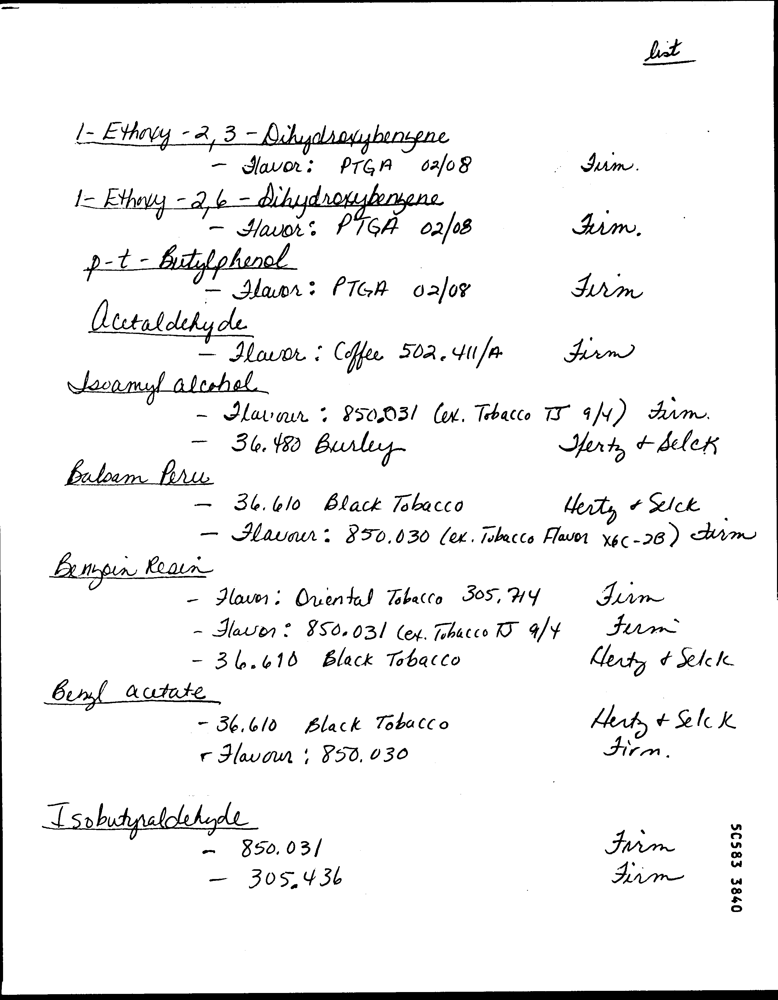 list
1- Ethoxy - 2, 3 - Dihydroxybenzene
- Flavor: PTGA 02/08 Firm.
1- Ethoxy - 2,6 - Dihydroxybenzene
- Flavor: PTGA 02/08 Firm.
p-t - Butylphenol
- Flavor: PTGA 02/08 Firm
Acetaldehyde
- Flavor: Coffee 502.411/A Firm
Isoamyl alcohol
- Flavour: 850.031 (ex. Tobacco TJ 9/4) Firm.
- 36.480 Burley Hertz + Selck
Balsam Peru
- 36.610 Black Tobacco Hertz + Selck
- Flavour: 850.030 (ex. Tobacco Flavor X6C-2B) Firm
Benzoin Resin
- Flavor: Oriental Tobacco 305.714 Firm
- Flavor: 850.031 (ex. Tobacco TJ 9/4 Firm
- 36.610 Black Tobacco Hertz + Selck
Benzyl acetate
- 36.610 Black Tobacco Hertz + Selck
- Flavour: 850.030 Firm.
Isobutyraldehyde
- 850.031 Firm
- 305.436 Firm
50583 3840